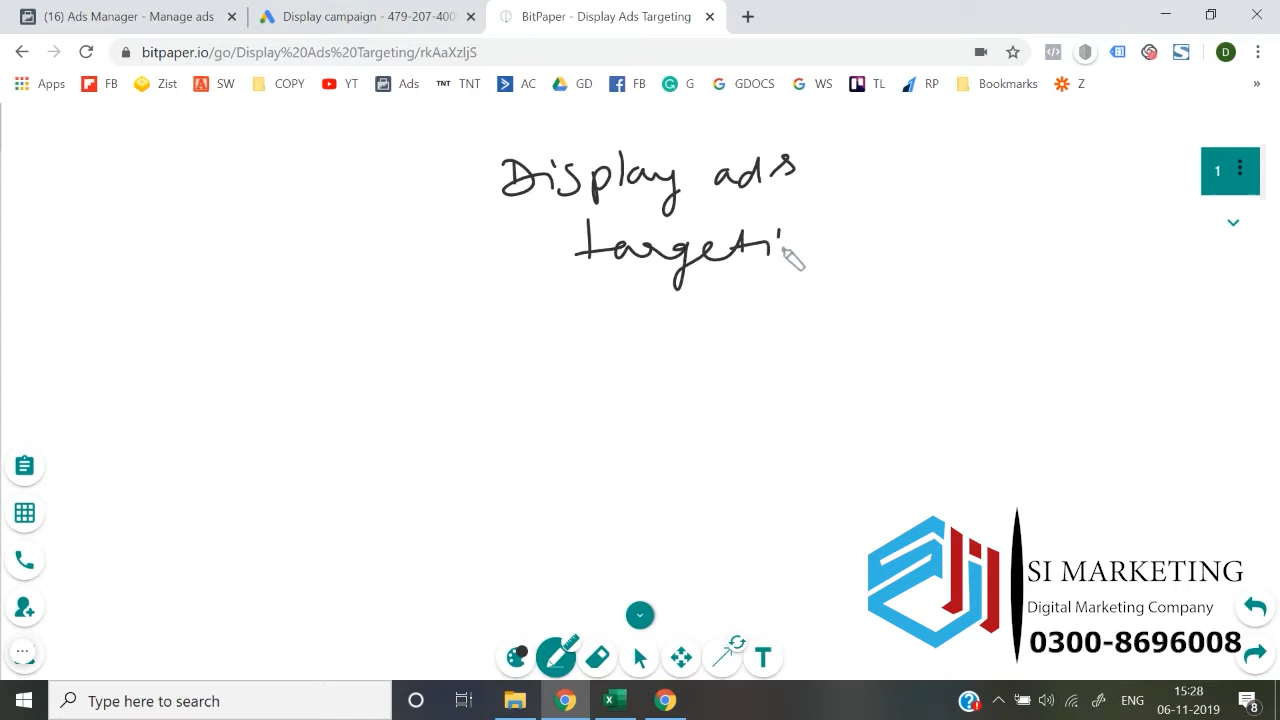 (16) Ads Manager - Manage ads
Display campaign - 479-207-400
BitPaper - Display Ads Targeting
bitpaper.io/go/Display%20Ads%20Targeting/rkAaXzljS
D
Apps FB Zist SW COPY YT Ads TNT TNT AC GD FB G GDOCS WS TL RP Bookmarks Z »
Display ads
targeti
1
SI MARKETING
Digital Marketing Company
0300-8696008
T
Type here to search
ENG
15:28
06-11-2019
8